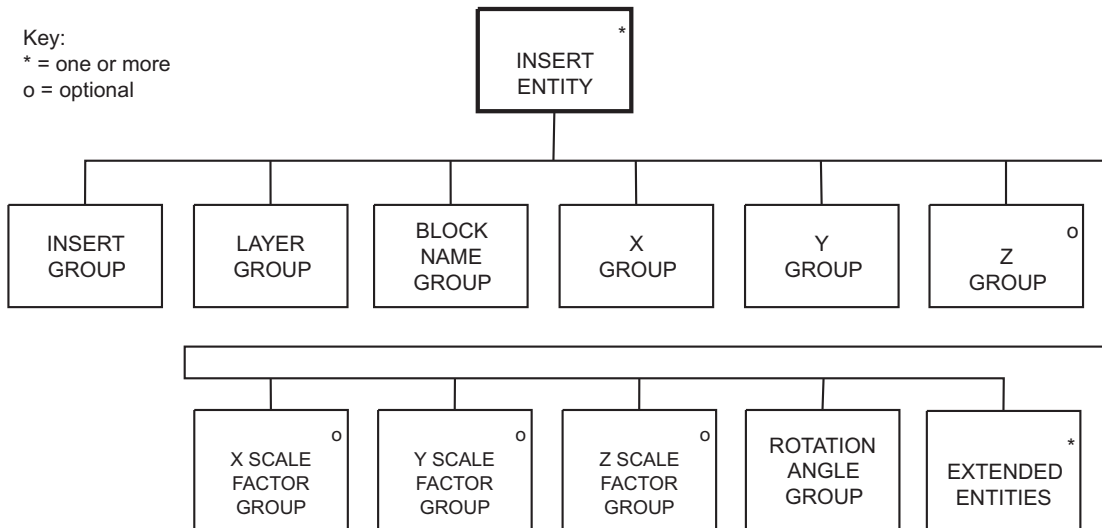 Key:
* = one or more
o = optional
*
INSERT
ENTITY
INSERT
GROUP
LAYER
GROUP
BLOCK
NAME
GROUP
X
GROUP
Y
GROUP
o
Z
GROUP
o
X SCALE
FACTOR
GROUP
o
Y SCALE
FACTOR
GROUP
o
Z SCALE
FACTOR
GROUP
ROTATION
ANGLE
GROUP
*
EXTENDED
ENTITIES